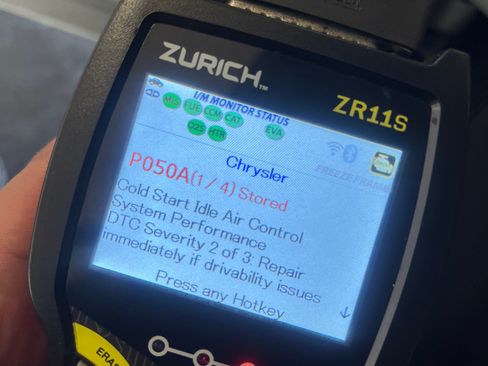 ZURICH™
ZR11S
I/M MONITOR STATUS
MIS FUE CCM CAT EVA
O2S HTR
FREEZE FRAME
Chrysler
P050A(1/4) Stored
Cold Start Idle Air Control
System Performance
DTC Severity 2 of 3: Repair
immediately if drivability issues
Press any Hotkey